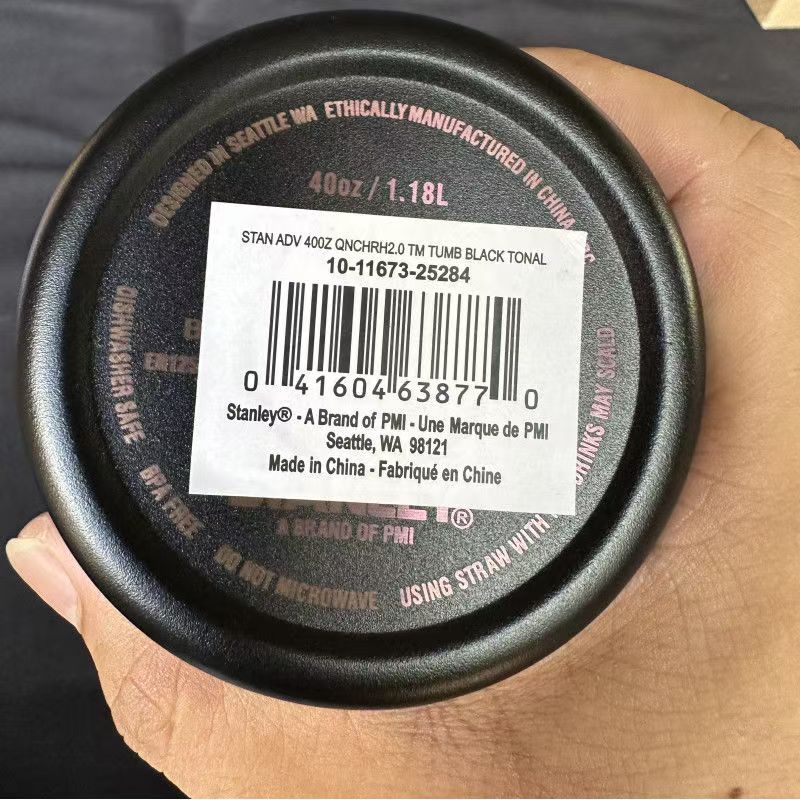 DESIGNED IN SEATTLE WA ETHICALLY MANUFACTURED IN CHINA
40oz / 1.18L
STAN ADV 40OZ QNCHRH2.0 TM TUMB BLACK TONAL
10-11673-25284
0 41604 63877 0
Stanley® - A Brand of PMI - Une Marque de PMI
Seattle, WA 98121
Made in China - Fabriqué en Chine
®
A BRAND OF PMI
DISHWASHER SAFE
BPA FREE
DO NOT MICROWAVE
USING STRAW WITH
DRINKS MAY SCALD